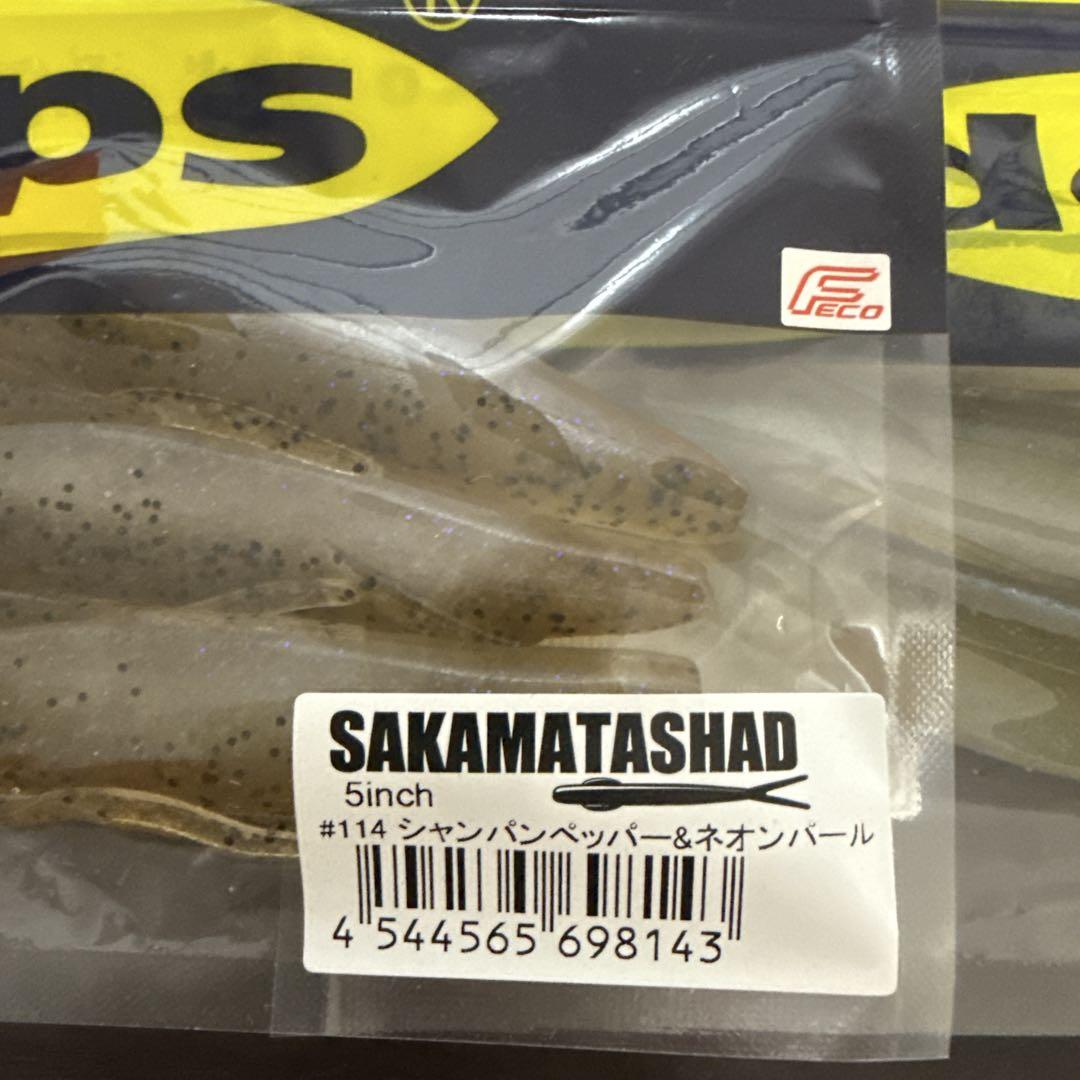 ps
®
FECO
SAKAMATASHAD
5inch
#114 シャンパンペッパー&ネオンパール
4 544565 698143